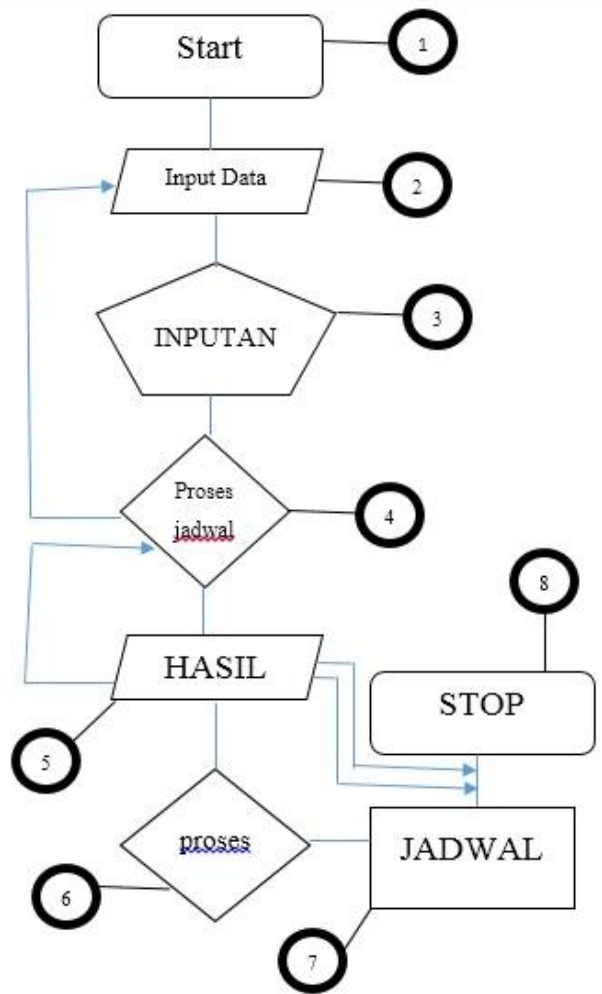 Start
1
Input Data
2
INPUTAN
3
Proses
jadwal
4
8
HASIL
STOP
5
proses
JADWAL
6
7